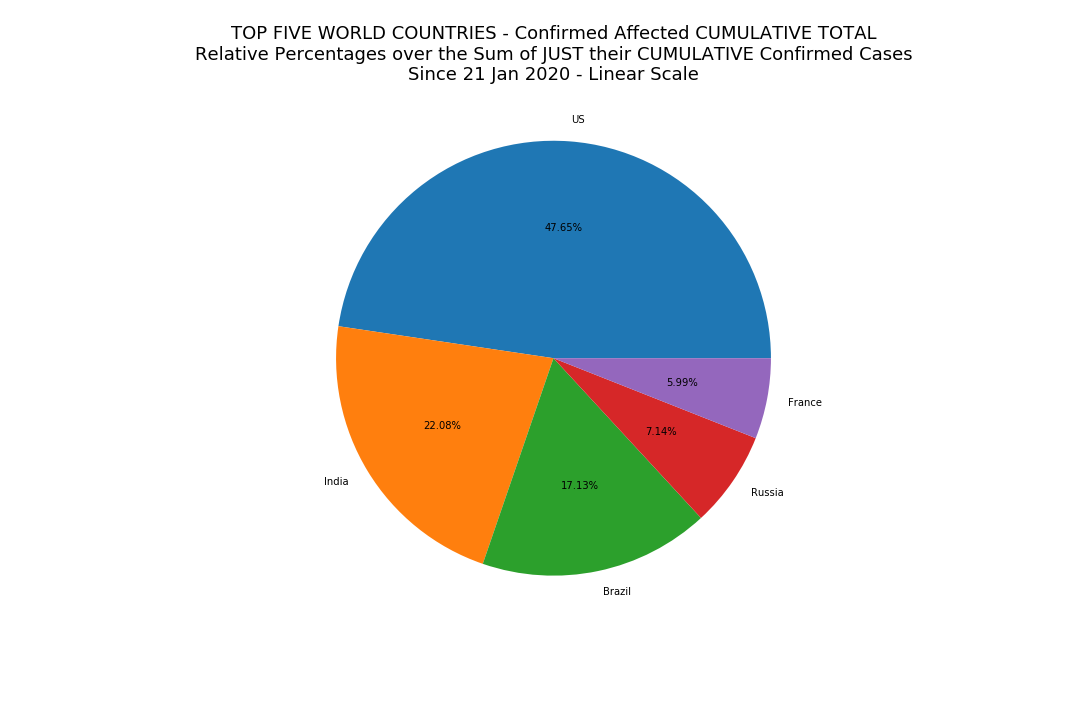 TOP FIVE WORLD COUNTRIES - Confirmed Affected CUMULATIVE TOTAL
Relative Percentages over the Sum of JUST their CUMULATIVE Confirmed Cases
Since 21 Jan 2020 - Linear Scale
US
47.65%
5.99%
France
22.08%
7.14%
India
17.13%
Russia
Brazil